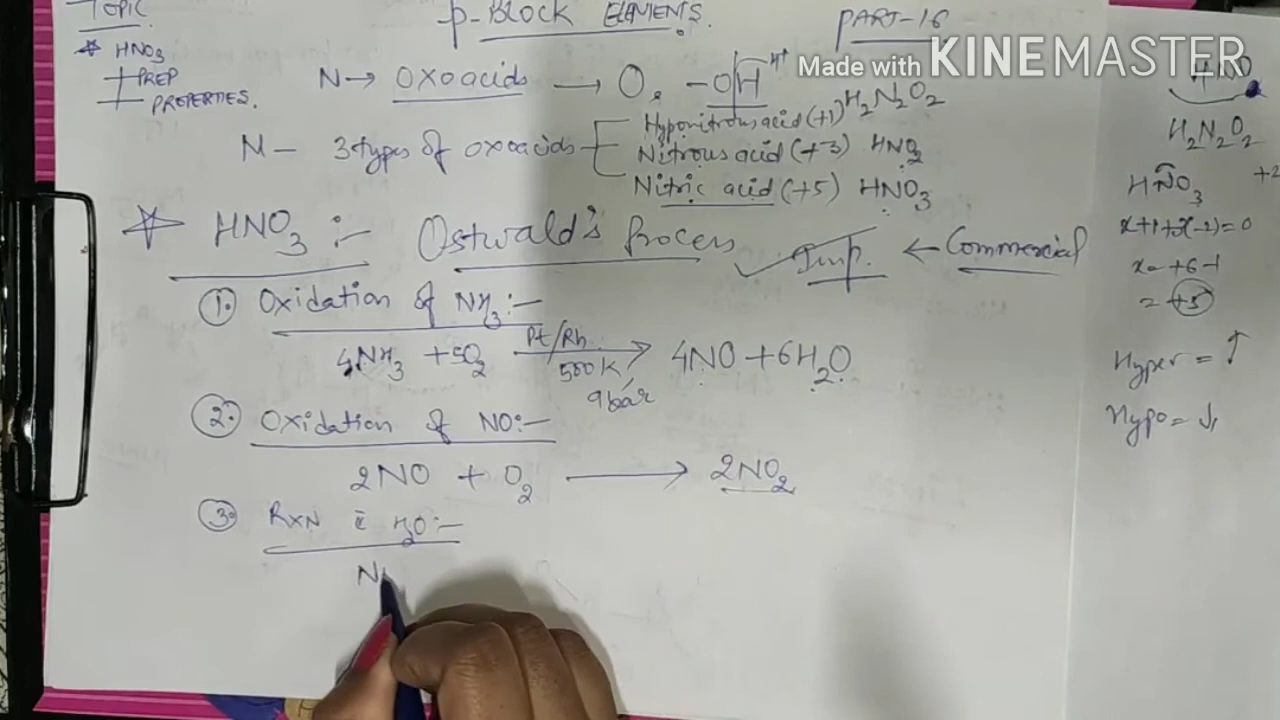 TOPIC
p-BLOCK ELEMENTS.
PART-16
Made with KINEMASTER
* HNO3
PREP
PROPERTIES.
N → Oxoacids → O. -OH H+
N - 3 types of oxoacids
Hyponitrous acid (+1) H2N2O2
Nitrous acid (+3) HNO2
Nitric acid (+5) HNO3
H2N2O2
HNO3 +2
x+1+3(-2)=0
x= +6-1
= +5
Hyper = ↑
Hypo = ↓
☆ HNO3 :- Ostwald's Process ✓ Imp. ← Commercial
① Oxidation of NH3:-
4NH3 + 5O2 Pt/Rh 500K 9bar → 4NO + 6H2O
② Oxidation of NO:-
2NO + O2 → 2NO2
③ RxN c̄ H2O:-
N